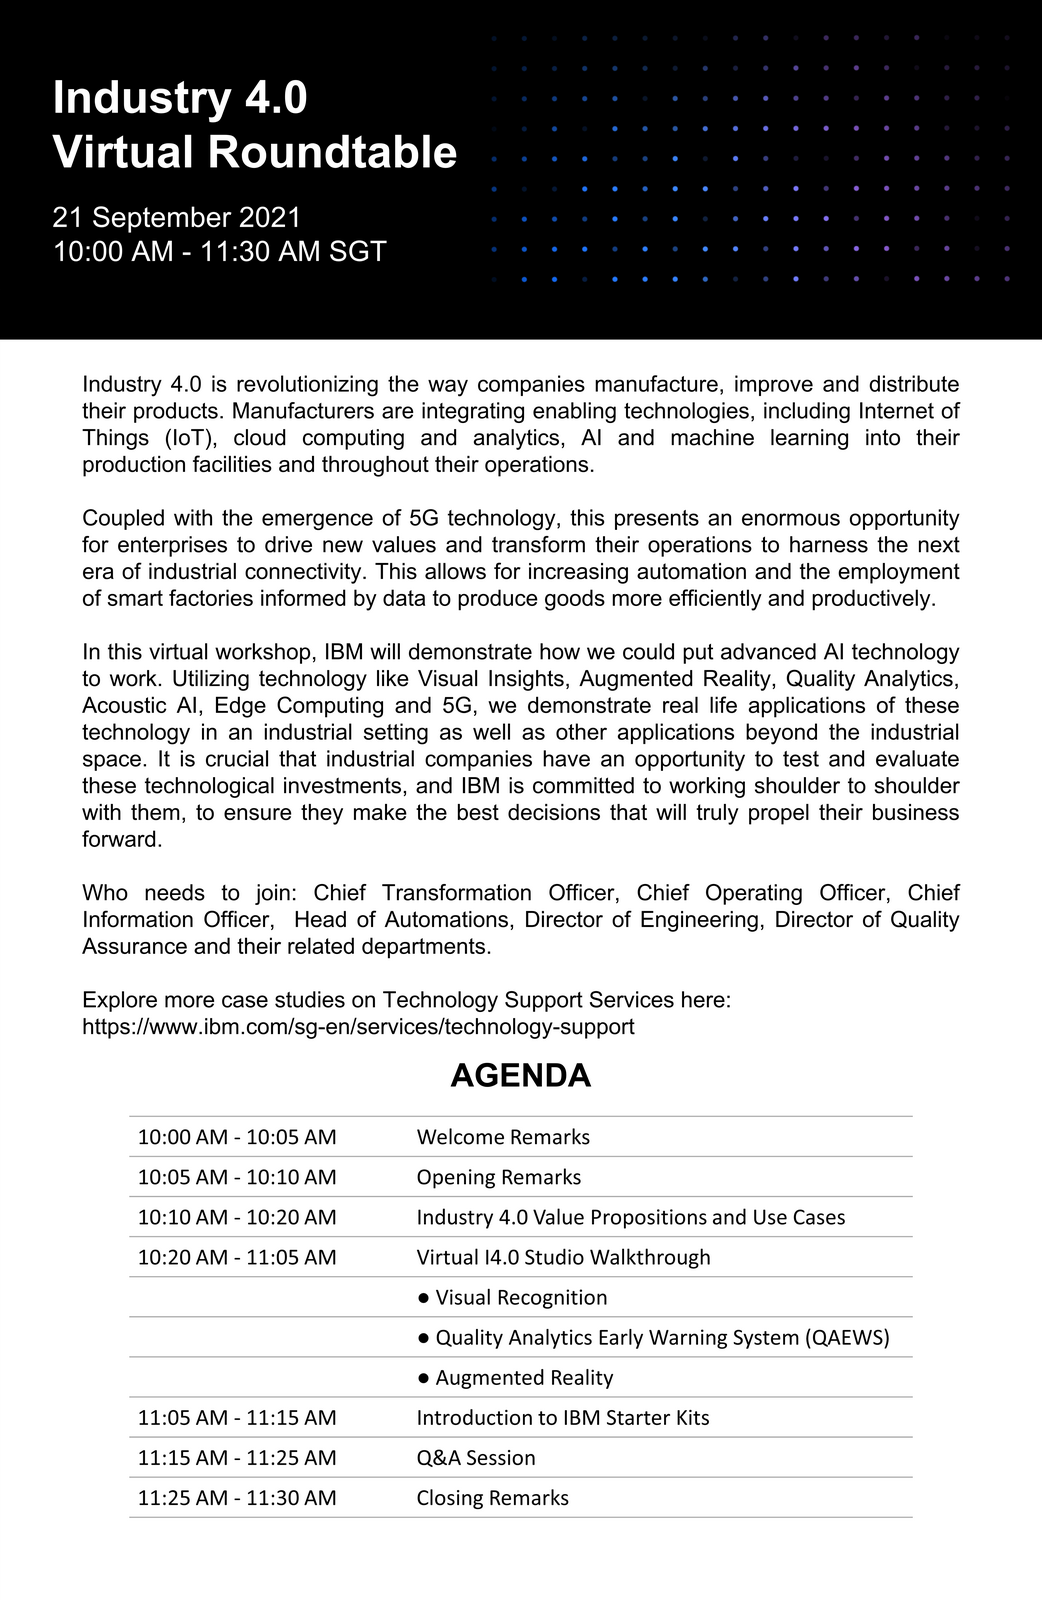 Industry 4.0
Virtual Roundtable
21 September 2021
10:00 AM - 11:30 AM SGT
Industry 4.0 is revolutionizing the way companies manufacture, improve and distribute
their products. Manufacturers are integrating enabling technologies, including Internet of
Things (IoT), cloud computing and analytics, AI and machine learning into their
production facilities and throughout their operations.
Coupled with the emergence of 5G technology, this presents an enormous opportunity
for enterprises to drive new values and transform their operations to harness the next
era of industrial connectivity. This allows for increasing automation and the employment
of smart factories informed by data to produce goods more efficiently and productively.
In this virtual workshop, IBM will demonstrate how we could put advanced AI technology
to work. Utilizing technology like Visual Insights, Augmented Reality, Quality Analytics,
Acoustic AI, Edge Computing and 5G, we demonstrate real life applications of these
technology in an industrial setting as well as other applications beyond the industrial
space. It is crucial that industrial companies have an opportunity to test and evaluate
these technological investments, and IBM is committed to working shoulder to shoulder
with them, to ensure they make the best decisions that will truly propel their business
forward.
Who needs to join: Chief Transformation Officer, Chief Operating Officer, Chief
Information Officer, Head of Automations, Director of Engineering, Director of Quality
Assurance and their related departments.
Explore more case studies on Technology Support Services here:
https://www.ibm.com/sg-en/services/technology-support
AGENDA
10:00 AM - 10:05 AM Welcome Remarks
10:05 AM - 10:10 AM Opening Remarks
10:10 AM - 10:20 AM Industry 4.0 Value Propositions and Use Cases
10:20 AM - 11:05 AM Virtual I4.0 Studio Walkthrough
● Visual Recognition
● Quality Analytics Early Warning System (QAEWS)
● Augmented Reality
11:05 AM - 11:15 AM Introduction to IBM Starter Kits
11:15 AM - 11:25 AM Q&A Session
11:25 AM - 11:30 AM Closing Remarks